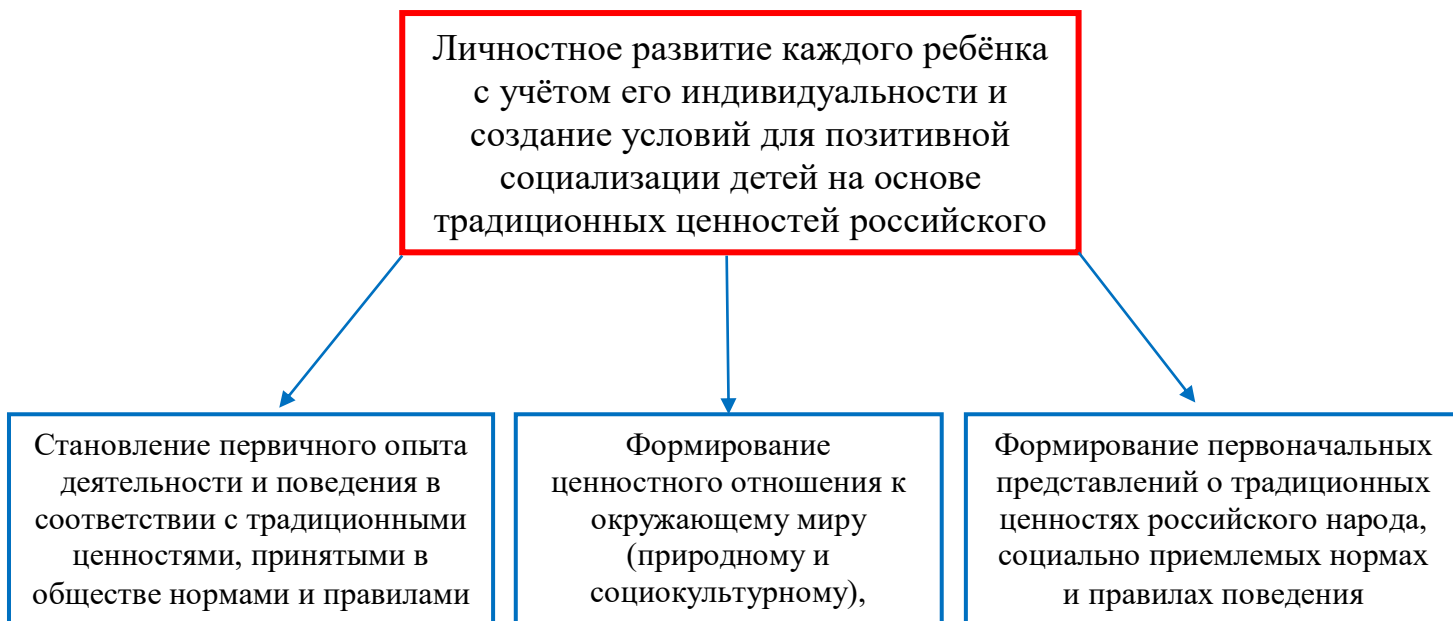 Личностное развитие каждого ребёнка
с учётом его индивидуальности и
создание условий для позитивной
социализации детей на основе
традиционных ценностей российского
Становление первичного опыта
деятельности и поведения в
соответствии с традиционными
ценностями, принятыми в
обществе нормами и правилами
Формирование
ценностного отношения к
окружающему миру
(природному и
социокультурному),
Формирование первоначальных
представлений о традиционных
ценностях российского народа,
социально приемлемых нормах
и правилах поведения